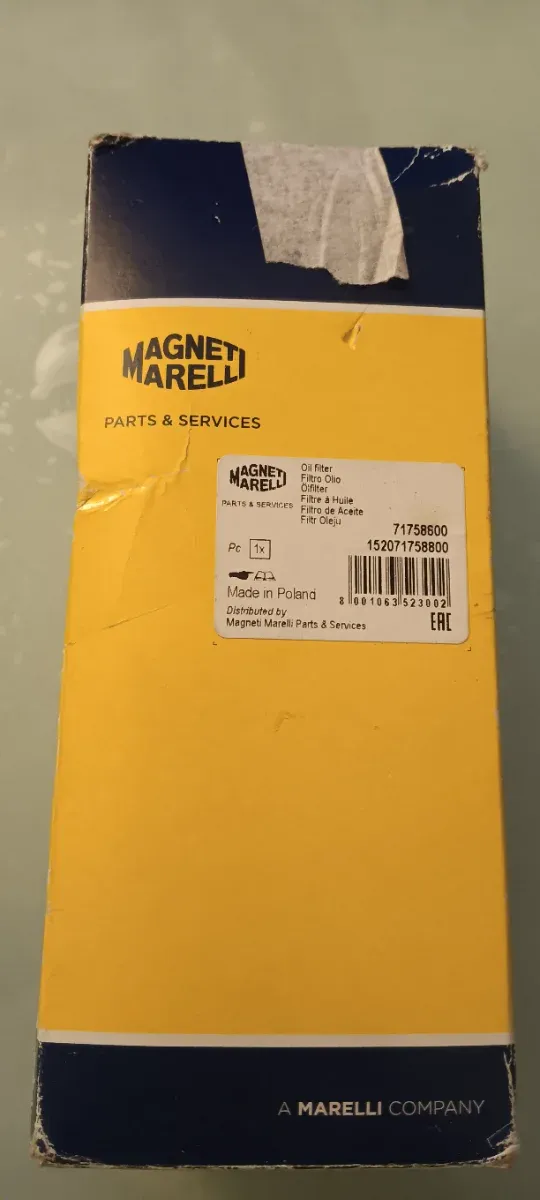 MAGNETI
MARELLI
PARTS & SERVICES
MAGNETI
MARELLI
PARTS & SERVICES
Oil filter
Filtro Olio
Ölfilter
Filtre à Huile
Filtro de Aceite
Filtr Oleju
71758800
152071758800
Pc 1x
Made in Poland
8 001063 523002
Distributed by
Magneti Marelli Parts & Services
EAC
A MARELLI COMPANY